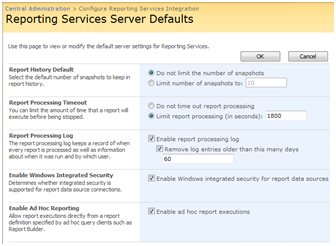 Central Administration > Configure Reporting Services Integration
Reporting Services Server Defaults
Use this page to view or modify the default server settings for Reporting Services.
OK
Cancel
Report History Default
Select the default number of snapshots to keep in
report history.
Do not limit the number of snapshots
Limit number of snapshots to: 10
Report Processing Timeout
You can limit the amount of time that a report will
execute before being stopped.
Do not time out report processing
Limit report processing (in seconds): 1800
Report Processing Log
The report processing log keeps a record of when
every report is processed as well as information
about when it was run and by which user.
Enable report processing log
Remove log entries older than this many days
60
Enable Windows Integrated Security
Determines whether integrated security is
supported for report data source connections.
Enable Windows integrated security for report data sources
Enable Ad Hoc Reporting
Allow report executions directly from a report
definition specified by ad hoc query clients such as
Report Builder.
Enable ad hoc report executions